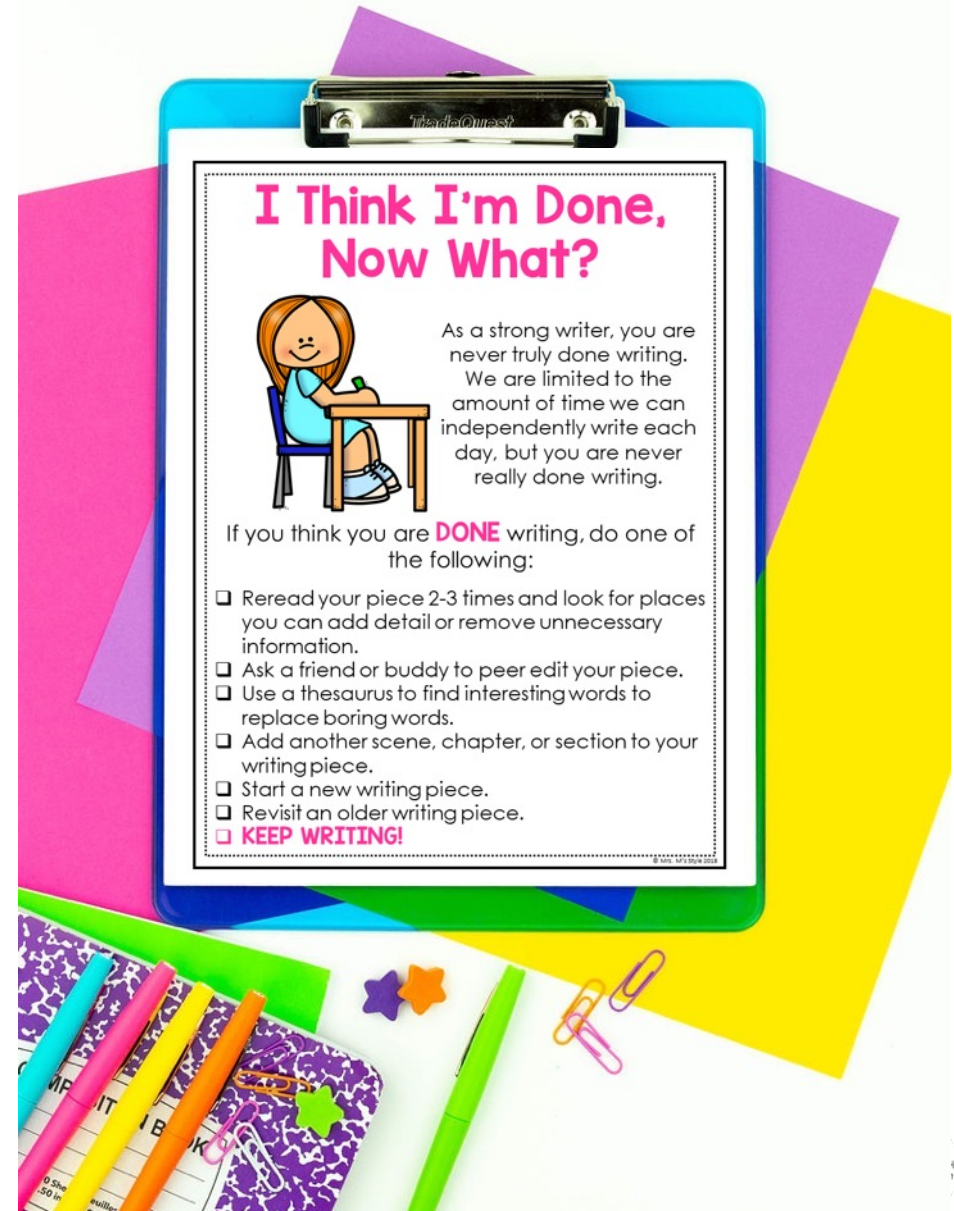 TradeQuest
I Think I'm Done,
Now What?
As a strong writer, you are
never truly done writing.
We are limited to the
amount of time we can
independently write each
day, but you are never
really done writing.
If you think you are DONE writing, do one of
the following:
❑ Reread your piece 2-3 times and look for places
you can add detail or remove unnecessary
information.
❑ Ask a friend or buddy to peer edit your piece.
❑ Use a thesaurus to find interesting words to
replace boring words.
❑ Add another scene, chapter, or section to your
writing piece.
❑ Start a new writing piece.
❑ Revisit an older writing piece.
❑ KEEP WRITING!
© Mrs. M's Style 2018